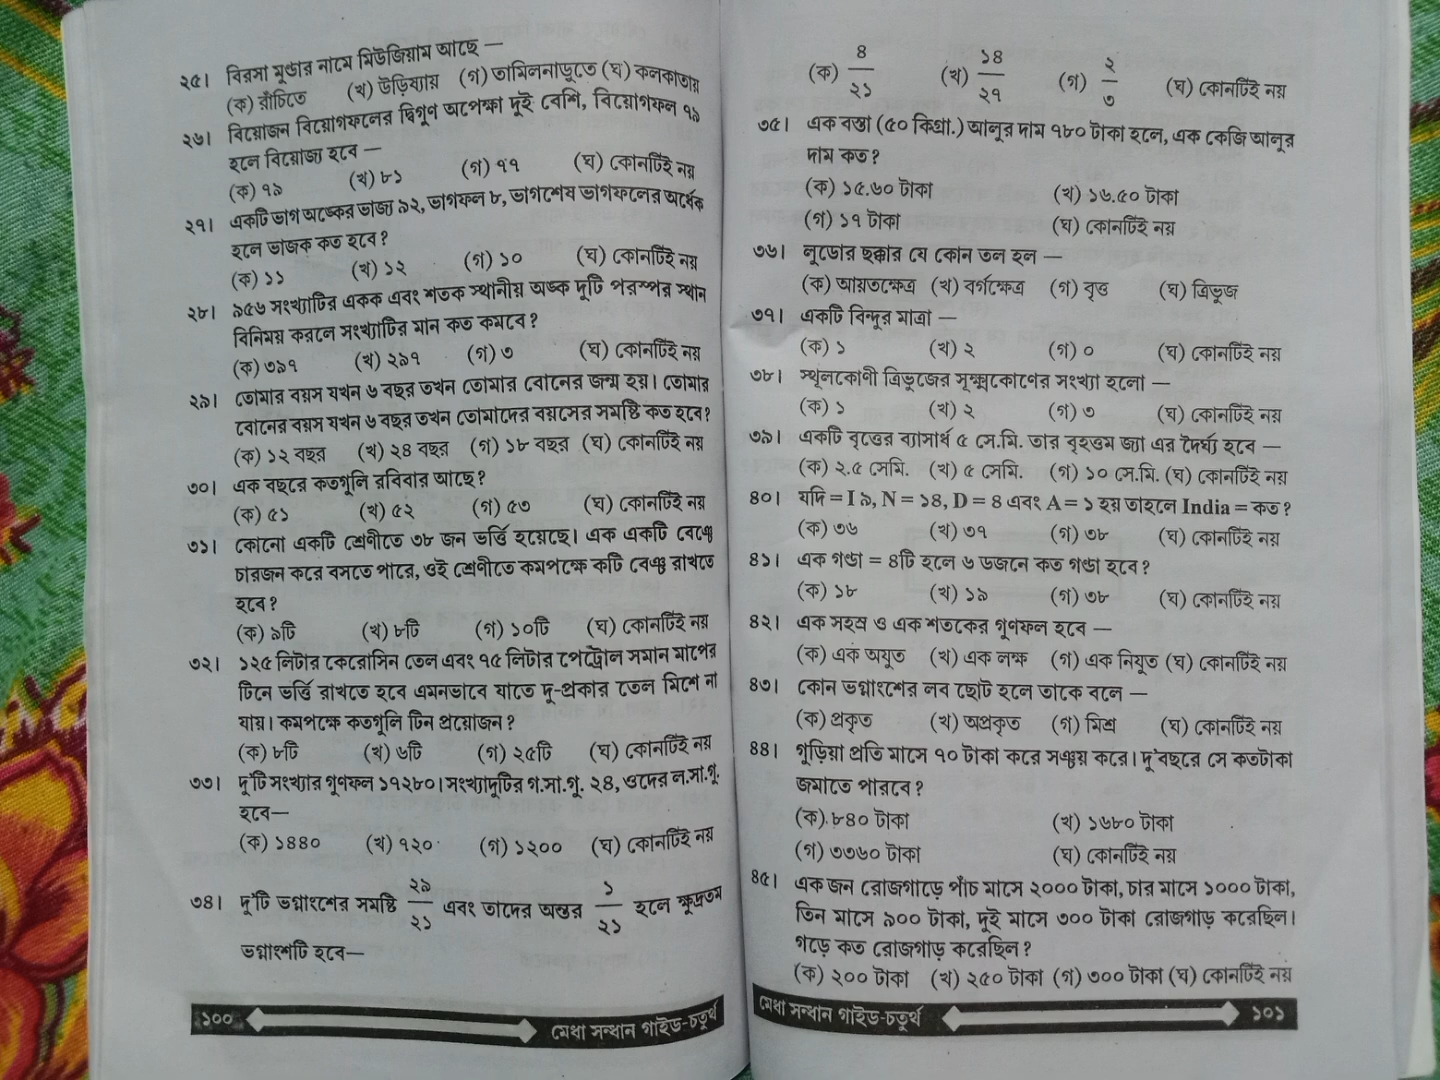 ২৫। বিরসা মুণ্ডার নামে মিউজিয়াম আছে —
(ক) রাঁচিতে (খ) উড়িষ্যায় (গ) তামিলনাড়ুতে (ঘ) কলকাতায়
২৬। বিয়োজন বিয়োগফলের দ্বিগুণ অপেক্ষা দুই বেশি, বিয়োগফল ২৯
হলে বিয়োজ্য হবে —
(ক) ৭৯ (খ) ৮১ (গ) ৭৭ (ঘ) কোনটিই নয়
২৭। একটি ভাগ অঙ্কের ভাজ্য ৯২, ভাগফল ৮, ভাগশেষ ভাগফলের অর্ধেক
হলে ভাজক কত হবে?
(ক) ১১ (খ) ১২ (গ) ১০ (ঘ) কোনটিই নয়
২৮। ৯৫৬ সংখ্যাটির একক এবং শতক স্থানীয় অঙ্ক দুটি পরস্পর স্থান
বিনিময় করলে সংখ্যাটির মান কত কমবে?
(ক) ৩৯৭ (খ) ২৯৭ (গ) ৩ (ঘ) কোনটিই নয়
২৯। তোমার বয়স যখন ৬ বছর তখন তোমার বোনের জন্ম হয়। তোমার
বোনের বয়স যখন ৬ বছর তখন তোমাদের বয়সের সমষ্টি কত হবে?
(ক) ১২ বছর (খ) ২৪ বছর (গ) ১৮ বছর (ঘ) কোনটিই নয়
৩০। এক বছরে কতগুলি রবিবার আছে?
(ক) ৫১ (খ) ৫২ (গ) ৫৩ (ঘ) কোনটিই নয়
৩১। কোনো একটি শ্রেণীতে ৩৮ জন ভর্ত্তি হয়েছে। এক একটি বেঞ্চে
চারজন করে বসতে পারে, ওই শ্রেণীতে কমপক্ষে কটি বেঞ্চ রাখতে
হবে?
(ক) ৯টি (খ) ৮টি (গ) ১০টি (ঘ) কোনটিই নয়
৩২। ১২৫ লিটার কেরোসিন তেল এবং ৭৫ লিটার পেট্রোল সমান মাপের
টিনে ভর্ত্তি রাখতে হবে এমনভাবে যাতে দু-প্রকার তেল মিশে না
যায়। কমপক্ষে কতগুলি টিন প্রয়োজন?
(ক) ৮টি (খ) ৬টি (গ) ২৫টি (ঘ) কোনটিই নয়
৩৩। দু'টি সংখ্যার গুণফল ১৭২৮০। সংখ্যাদুটির গ.সা.গু. ২৪, ওদের ল.সা.গু.
হবে—
(ক) ১৪৪০ (খ) ৭২০ (গ) ১২০০ (ঘ) কোনটিই নয়
৩৪। দু'টি ভগ্নাংশের সমষ্টি ২৯/২১ এবং তাদের অন্তর ১/২১ হলে ক্ষুদ্রতম
ভগ্নাংশটি হবে—
১০০ মেধা সন্ধান গাইড-চতুর্থ
(ক) ৪/২১ (খ) ১৪/২৭ (গ) ২/৩ (ঘ) কোনটিই নয়
৩৫। এক বস্তা (৫০ কিগ্রা.) আলুর দাম ৭৮০ টাকা হলে, এক কেজি আলুর
দাম কত?
(ক) ১৫.৬০ টাকা (খ) ১৬.৫০ টাকা
(গ) ১৭ টাকা (ঘ) কোনটিই নয়
৩৬। লুডোর ছক্কার যে কোন তল হল —
(ক) আয়তক্ষেত্র (খ) বর্গক্ষেত্র (গ) বৃত্ত (ঘ) ত্রিভুজ
৩৭। একটি বিন্দুর মাত্রা —
(ক) ১ (খ) ২ (গ) ০ (ঘ) কোনটিই নয়
৩৮। স্থূলকোণী ত্রিভুজের সূক্ষ্মকোণের সংখ্যা হলো —
(ক) ১ (খ) ২ (গ) ৩ (ঘ) কোনটিই নয়
৩৯। একটি বৃত্তের ব্যাসার্ধ ৫ সে.মি. তার বৃহত্তম জ্যা এর দৈর্ঘ্য হবে —
(ক) ২.৫ সেমি. (খ) ৫ সেমি. (গ) ১০ সে.মি. (ঘ) কোনটিই নয়
৪০। যদি = I ৯, N = ১৪, D = ৪ এবং A = ১ হয় তাহলে India = কত?
(ক) ৩৬ (খ) ৩৭ (গ) ৩৮ (ঘ) কোনটিই নয়
৪১। এক গণ্ডা = ৪টি হলে ৬ ডজনে কত গণ্ডা হবে?
(ক) ১৮ (খ) ১৯ (গ) ৩৮ (ঘ) কোনটিই নয়
৪২। এক সহস্র ও এক শতকের গুণফল হবে —
(ক) এক অযুত (খ) এক লক্ষ (গ) এক নিযুত (ঘ) কোনটিই নয়
৪৩। কোন ভগ্নাংশের লব ছোট হলে তাকে বলে —
(ক) প্রকৃত (খ) অপ্রকৃত (গ) মিশ্র (ঘ) কোনটিই নয়
৪৪। গুড়িয়া প্রতি মাসে ৭০ টাকা করে সঞ্চয় করে। দু'বছরে সে কতটাকা
জমাতে পারবে?
(ক) ৮৪০ টাকা (খ) ১৬৮০ টাকা
(গ) ৩৩৬০ টাকা (ঘ) কোনটিই নয়
৪৫। এক জন রোজগাড়ে পাঁচ মাসে ২০০০ টাকা, চার মাসে ১০০০ টাকা,
তিন মাসে ৯০০ টাকা, দুই মাসে ৩০০ টাকা রোজগাড় করেছিল।
গড়ে কত রোজগাড় করেছিল?
(ক) ২০০ টাকা (খ) ২৫০ টাকা (গ) ৩০০ টাকা (ঘ) কোনটিই নয়
মেধা সন্ধান গাইড-চতুর্থ ১০১